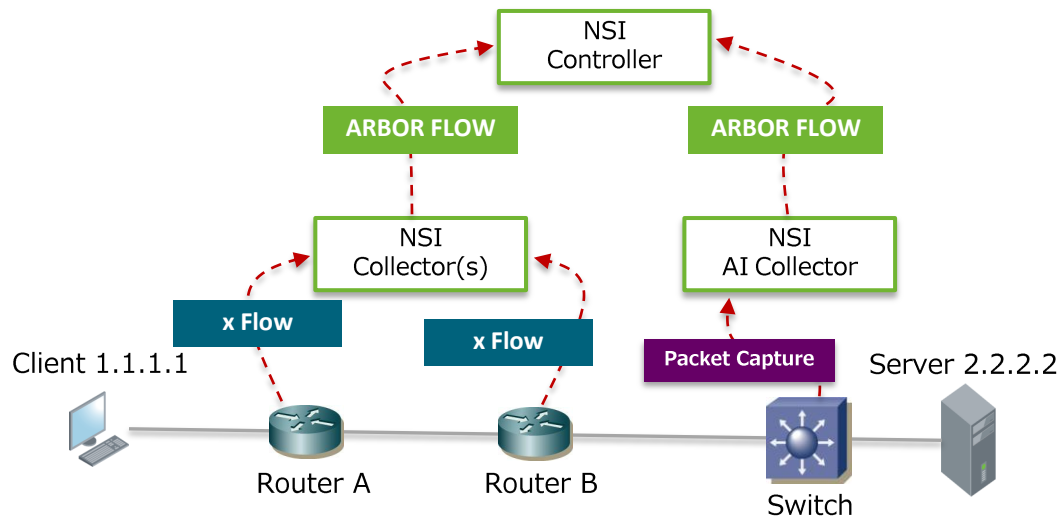 NSI
Controller
ARBOR FLOW
ARBOR FLOW
NSI
Collector(s)
NSI
AI Collector
x Flow
x Flow
Packet Capture
Client 1.1.1.1
Server 2.2.2.2
Router A
Router B
Switch